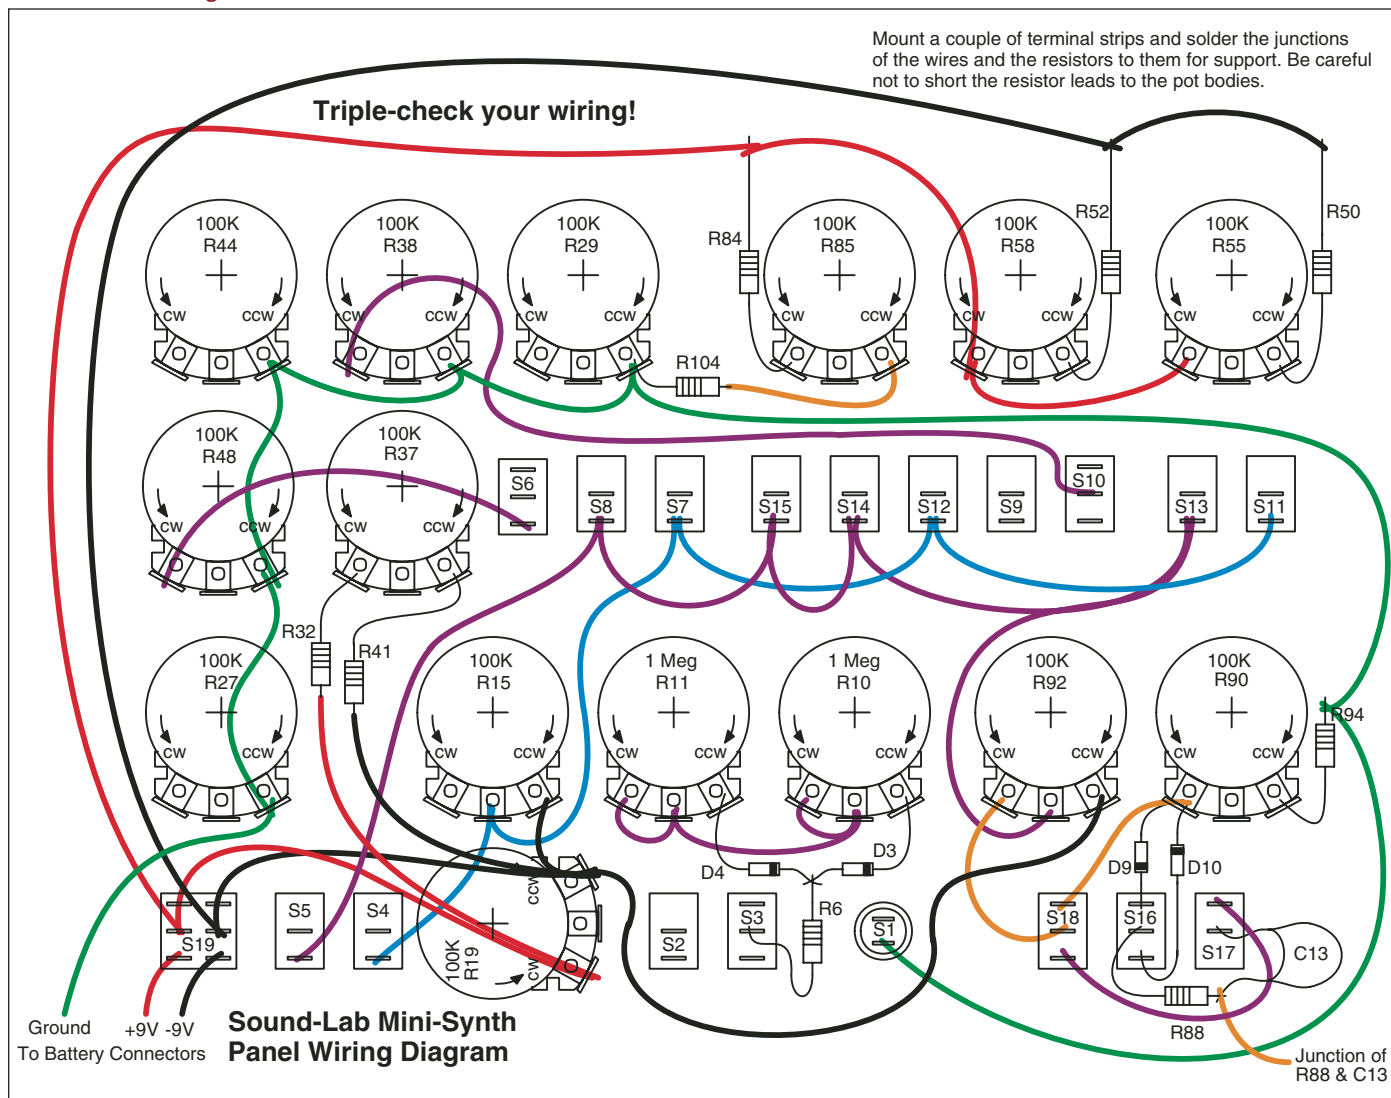 Mount a couple of terminal strips and solder the junctions
of the wires and the resistors to them for support. Be careful
not to short the resistor leads to the pot bodies.
Triple-check your wiring!
100K
R44
CW
CCW
100K
R38
CW
CCW
100K
R29
CW
CCW
R104
R84
100K
R85
CW
CCW
100K
R58
CW
CCW
R52
100K
R55
CW
CCW
R50
100K
R48
CW
CCW
100K
R37
CW
CCW
S6
S8
S7
S15
S14
S12
S9
S10
S13
S11
R32
R41
100K
R27
CW
CCW
100K
R15
CW
CCW
1 Meg
R11
CW
CCW
1 Meg
R10
CW
CCW
100K
R92
CW
CCW
100K
R90
CW
CCW
R94
D4
D3
D9
D10
R6
S19
S5
S4
100K
R19
CCW
CW
S2
S3
S1
S18
S16
S17
C13
R88
Ground
+9V -9V
To Battery Connectors
Sound-Lab Mini-Synth
Panel Wiring Diagram
Junction of
R88 & C13